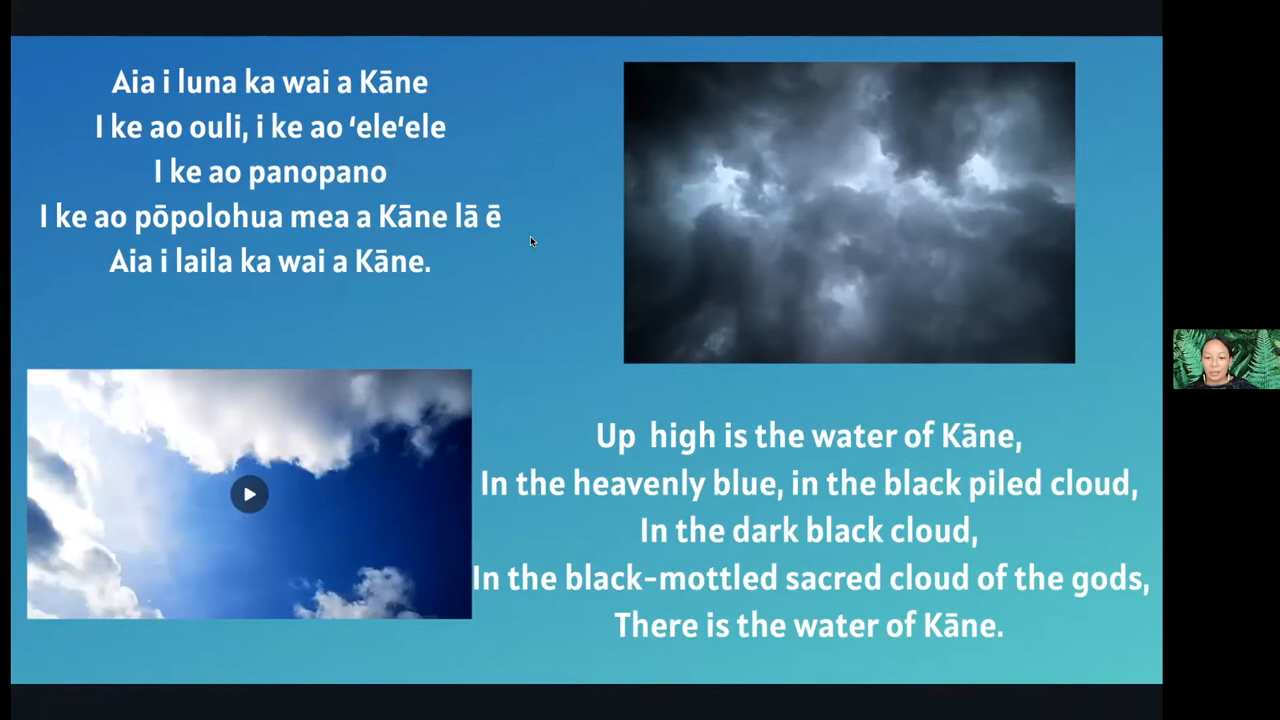 Aia i luna ka wai a Kāne
I ke ao ouli, i ke ao ‘ele‘ele
I ke ao panopano
I ke ao pōpolohua mea a Kāne lā ē
Aia i laila ka wai a Kāne.
Up  high is the water of Kāne,
In the heavenly blue, in the black piled cloud,
In the dark black cloud,
In the black-mottled sacred cloud of the gods,
There is the water of Kāne.